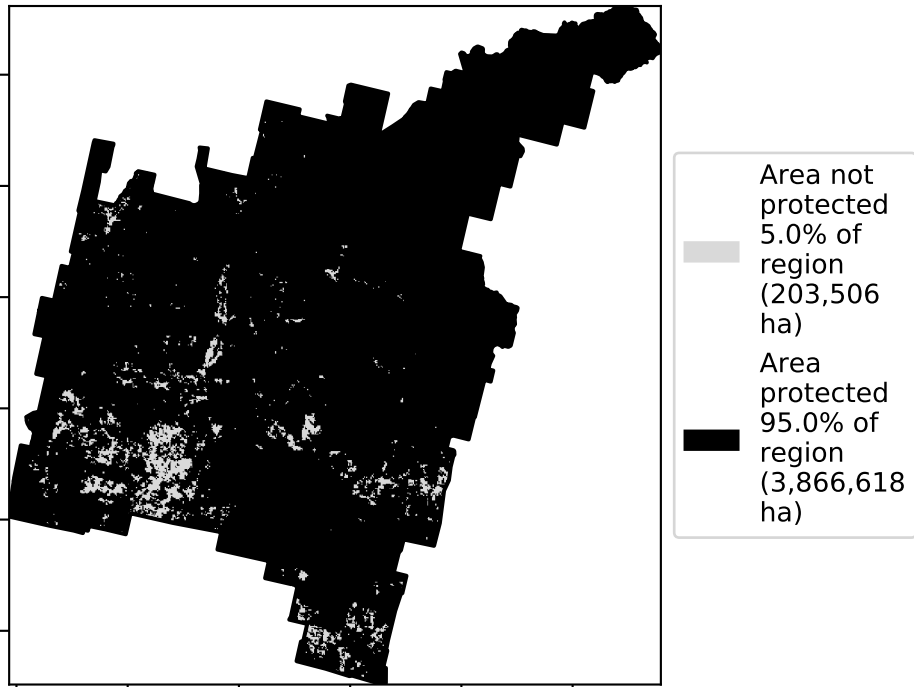 Area not
protected
5.0% of
region
(203,506
ha)
Area
protected
95.0% of
region
(3,866,618
ha)